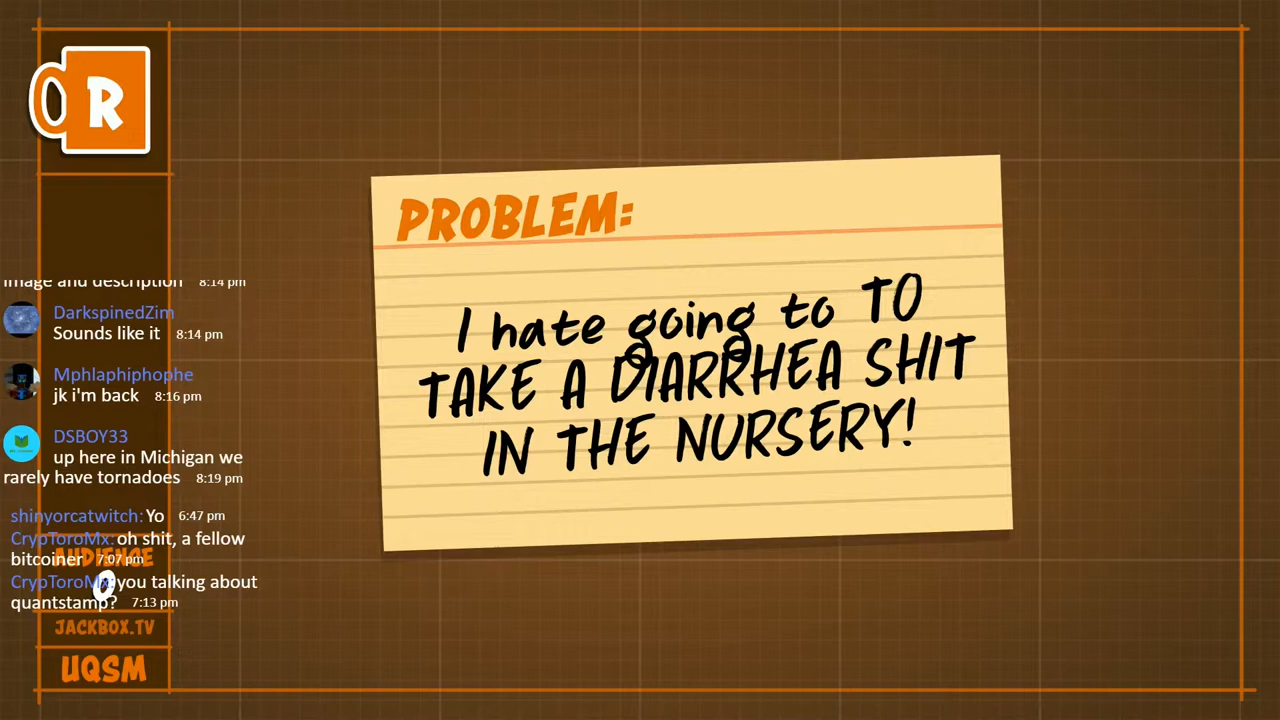 R
PROBLEM:
I hate going to TO
TAKE A DIARRHEA SHIT
IN THE NURSERY!
image and description 8:14 pm
DarkspinedZim
Sounds like it 8:14 pm
Mphlaphiphophe
jk i'm back 8:16 pm
DSBOY33
up here in Michigan we
rarely have tornadoes 8:19 pm
shinyorcatwitch: Yo 6:47 pm
CrypToroMx: oh shit, a fellow
bitcoiner 7:07 pm
AUDIENCE
0
CrypToroMx: you talking about
quantstamp? 7:13 pm
JACKBOX.TV
UQSM